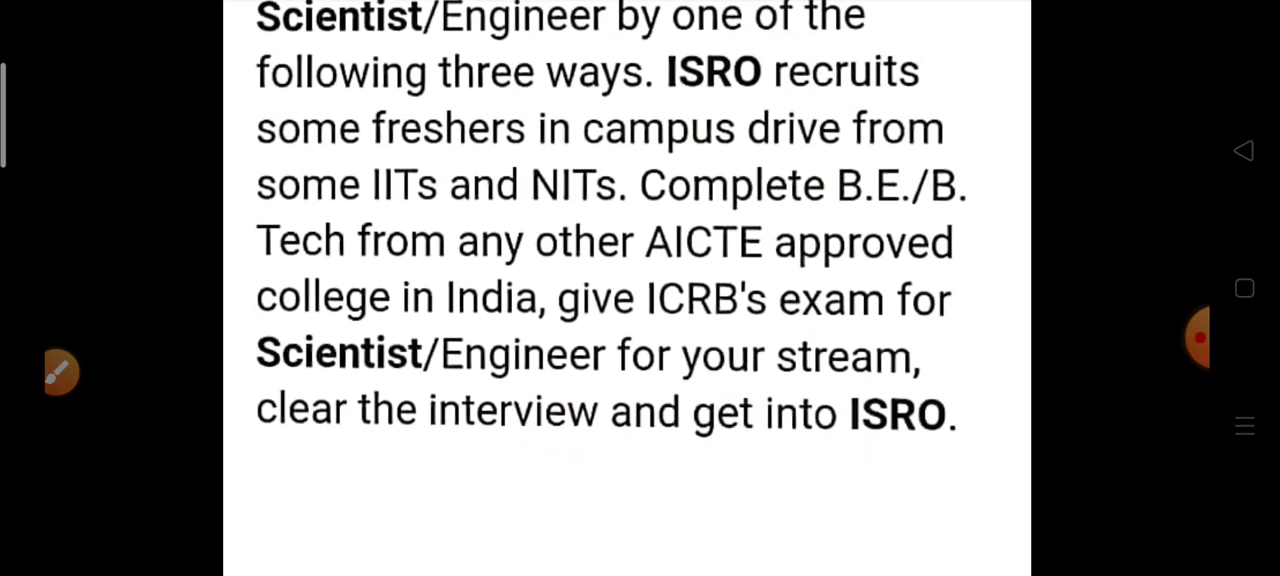 Scientist/Engineer by one of the
following three ways. ISRO recruits
some freshers in campus drive from
some IITs and NITs. Complete B.E./B.
Tech from any other AICTE approved
college in India, give ICRB's exam for
Scientist/Engineer for your stream,
clear the interview and get into ISRO.